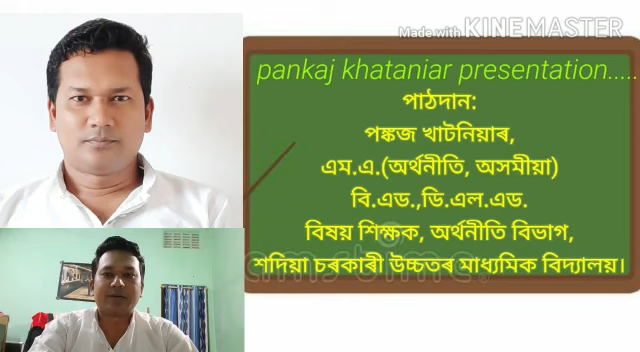 Made with KINEMASTER
pankaj khataniar presentation.....
পাঠদান:
পঙ্কজ খাটনিয়াৰ,
এম.এ.(অৰ্থনীতি, অসমীয়া)
বি.এড.,ডি.এল.এড.
বিষয় শিক্ষক, অৰ্থনীতি বিভাগ,
শদিয়া চৰকাৰী উচ্চতৰ মাধ্যমিক বিদ্যালয়।